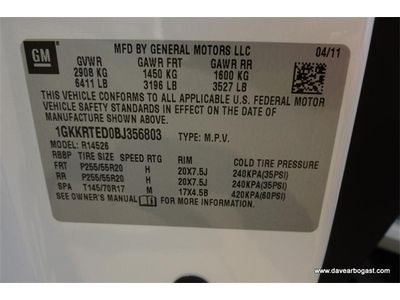 GM
MFD BY GENERAL MOTORS LLC 04/11
GVWR GAWR FRT GAWR RR
2908 KG 1450 KG 1600 KG
6411 LB 3196 LB 3527 LB
THIS VEHICLE CONFORMS TO ALL APPLICABLE U.S. FEDERAL MOTOR
VEHICLE SAFETY STANDARDS IN EFFECT ON THE DATE OF
MANUFACTURE SHOWN ABOVE.
1GKKRTED0BJ356803 TYPE: M.P.V.
MODEL: R14526
RBBP TIRE SIZE SPEED RTG RIM COLD TIRE PRESSURE
FRT P255/55R20 H 20X7.5J 240KPA(35PSI)
RR P255/55R20 H 20X7.5J 240KPA(35PSI)
SPA T145/70R17 M 17X4.5B 420KPA(60PSI)
SEE OWNER'S MANUAL FOR MORE INFORMATION.
www.davearbogast.com